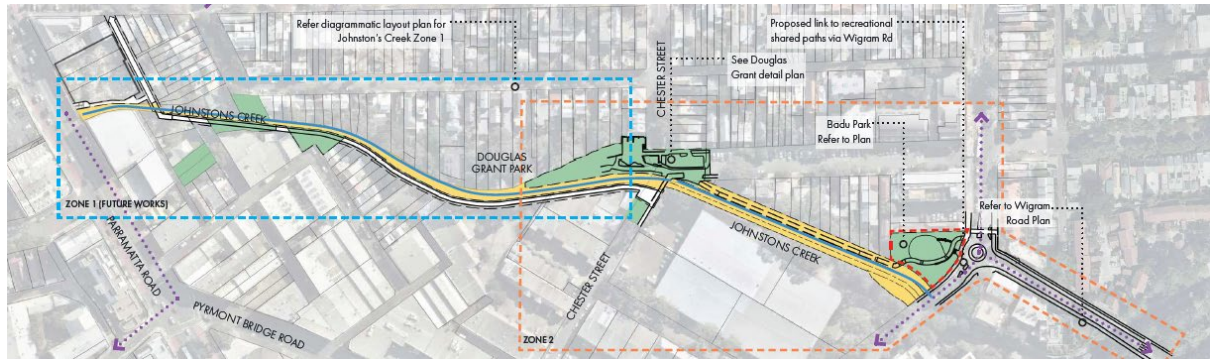 Refer diagrammatic layout plan for
Johnston's Creek Zone 1
CHESTER STREET
Proposed link to recreational
shared paths via Wigram Rd
See Douglas
Grant detail plan
JOHNSTONS CREEK
Badu Park
Refer to Plan
DOUGLAS
GRANT PARK
ZONE 1 (FUTURE WORKS)
Refer to Wigram
Road Plan
PARRAMATTA ROAD
JOHNSTONS CREEK
CHESTER STREET
PYRMONT BRIDGE ROAD
ZONE 2